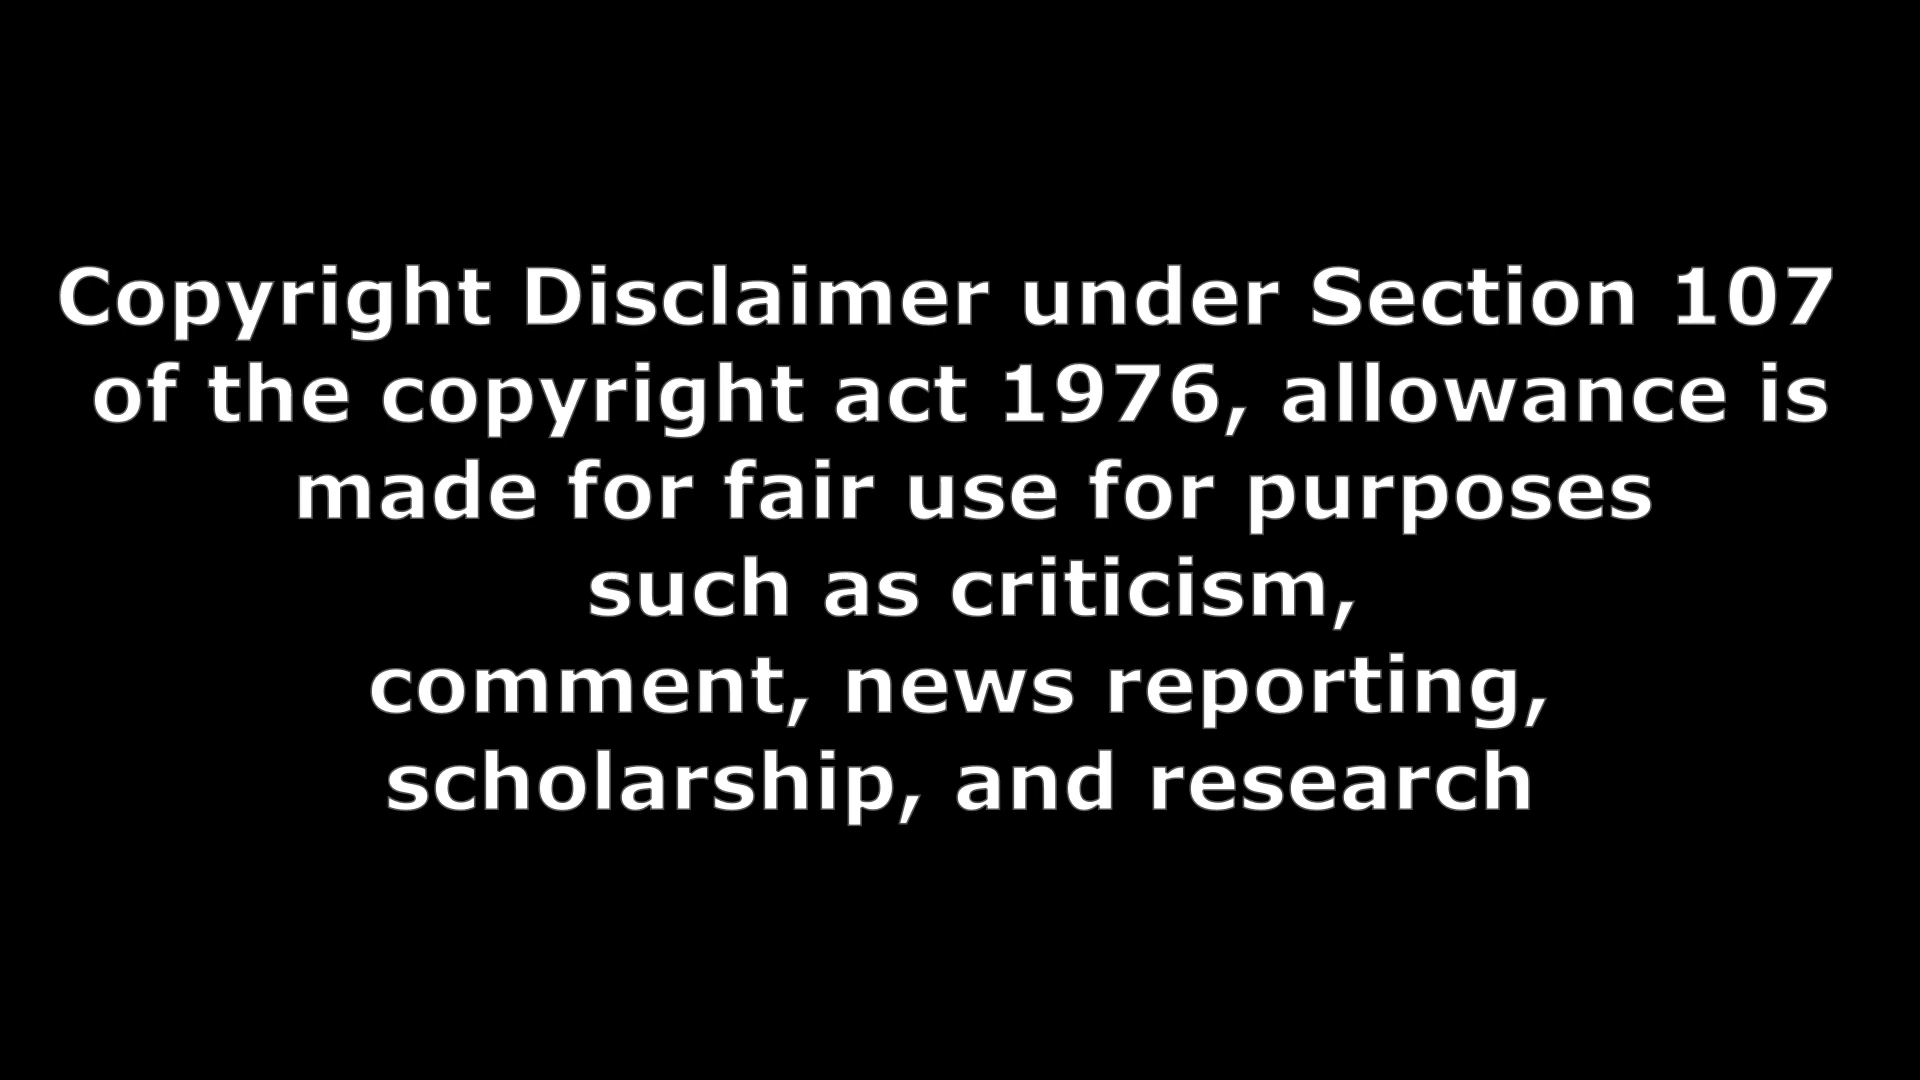 Copyright Disclaimer under Section 107
of the copyright act 1976, allowance is
made for fair use for purposes
such as criticism,
comment, news reporting,
scholarship, and research